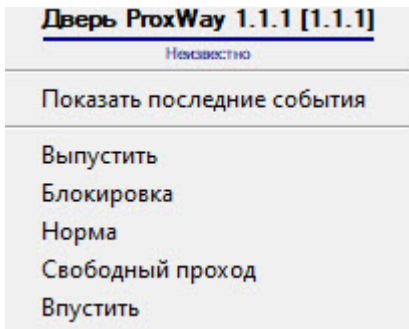 Дверь ProxWay 1.1.1 [1.1.1]
Неизвестно
Показать последние события
Выпустить
Блокировка
Норма
Свободный проход
Впустить